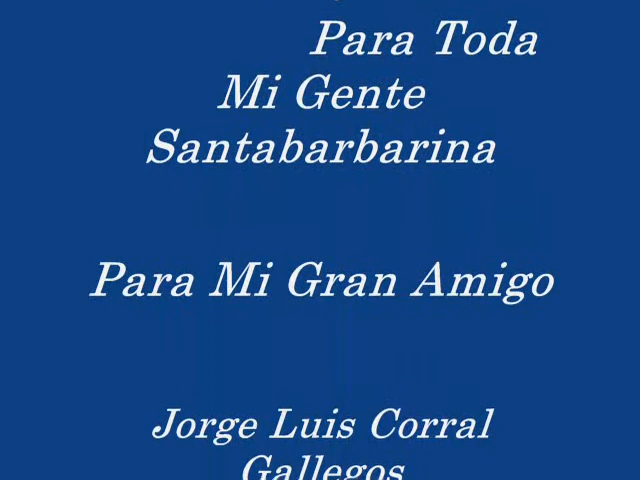 Para Toda
Mi Gente
Santabarbarina
Para Mi Gran Amigo
Jorge Luis Corral
Gallegos